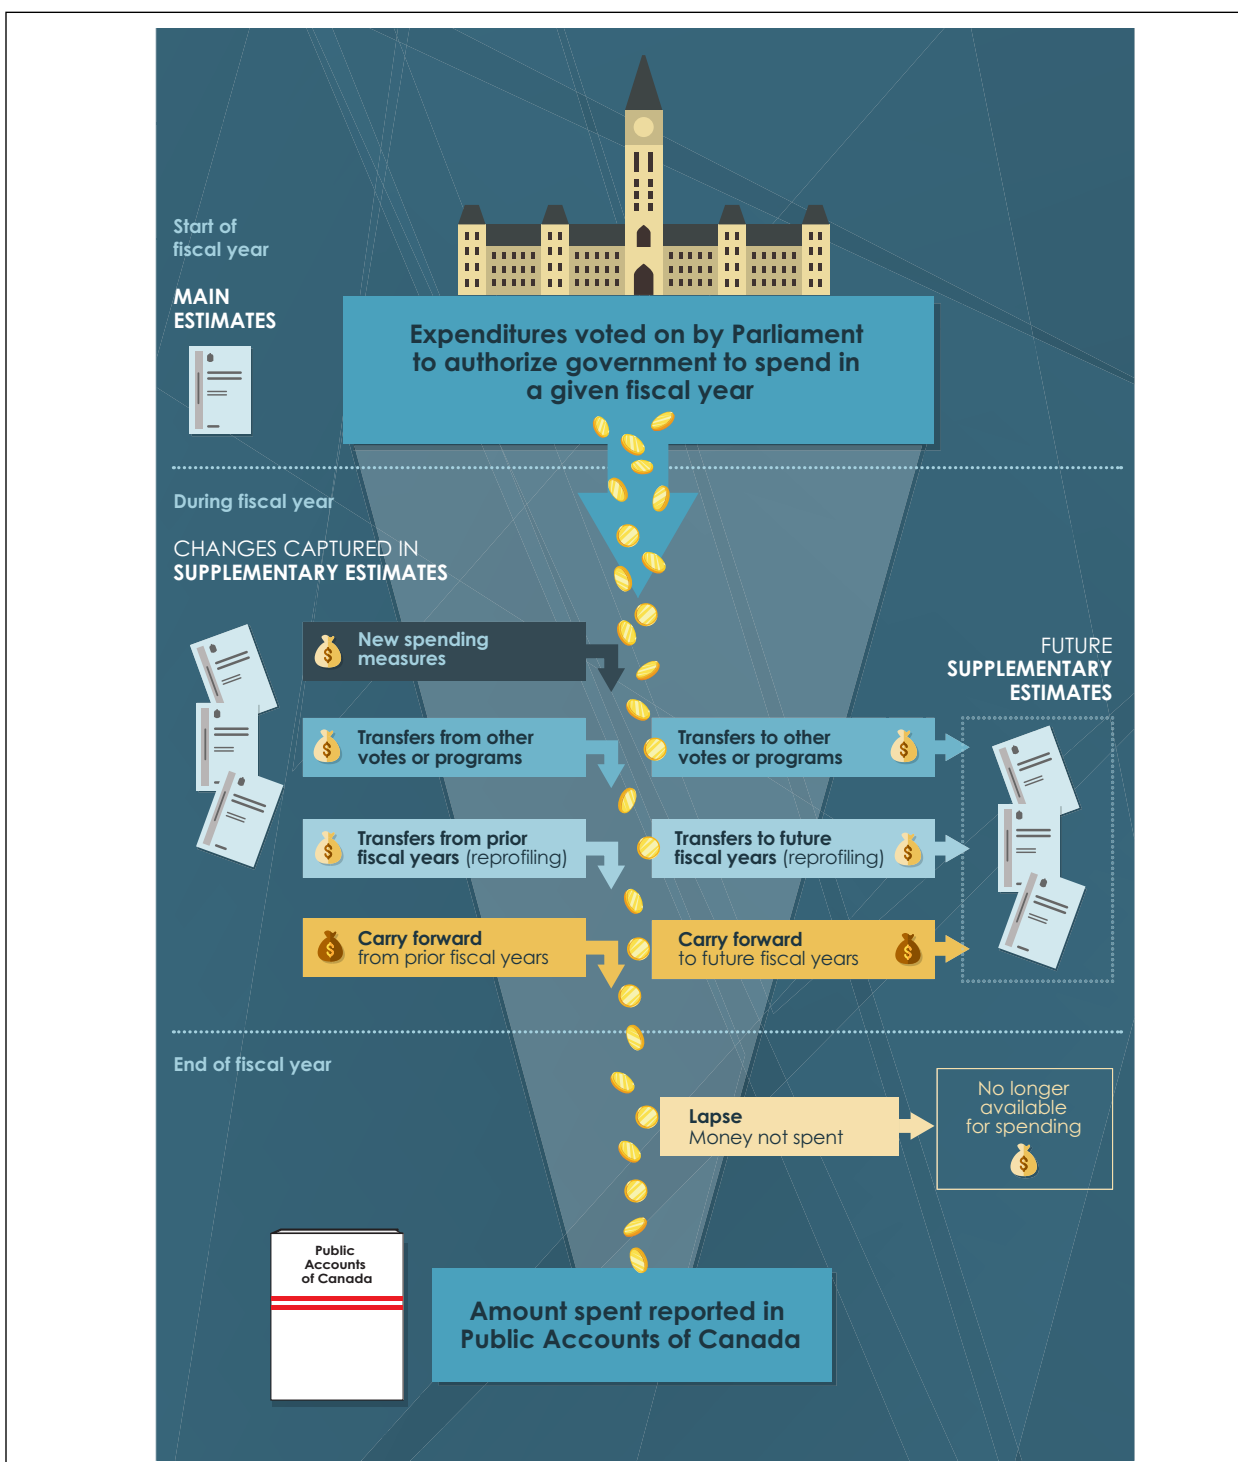 Start of
fiscal year
MAIN
ESTIMATES
Expenditures voted on by Parliament
to authorize government to spend in
a given fiscal year
During fiscal year
CHANGES CAPTURED IN
SUPPLEMENTARY ESTIMATES
$ New spending
measures
FUTURE
SUPPLEMENTARY
ESTIMATES
$ Transfers from other
votes or programs
Transfers to other $
votes or programs
$ Transfers from prior
fiscal years (reprofiling)
Transfers to future
fiscal years (reprofiling) $
$ Carry forward
from prior fiscal years
Carry forward $
to future fiscal years
End of fiscal year
Lapse
Money not spent
No longer
available
for spending
$
Public
Accounts
of Canada
Amount spent reported in
Public Accounts of Canada